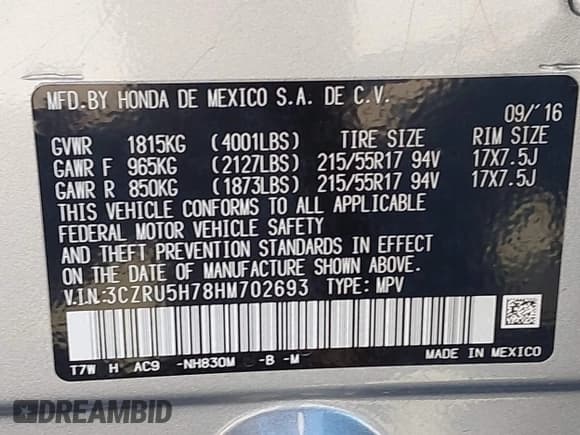 MFD.BY HONDA DE MEXICO S.A. DE C.V.
09/'16
GVWR 1815KG (4001LBS) TIRE SIZE RIM SIZE
GAWR F 965KG (2127LBS) 215/55R17 94V 17X7.5J
GAWR R 850KG (1873LBS) 215/55R17 94V 17X7.5J
THIS VEHICLE CONFORMS TO ALL APPLICABLE
FEDERAL MOTOR VEHICLE SAFETY
AND THEFT PREVENTION STANDARDS IN EFFECT
ON THE DATE OF MANUFACTURE SHOWN ABOVE.
V.I.N:3CZRU5H78HM702693 TYPE: MPV
T7W H AC9 -NH830M -B -M
MADE IN MEXICO
DREAMBID